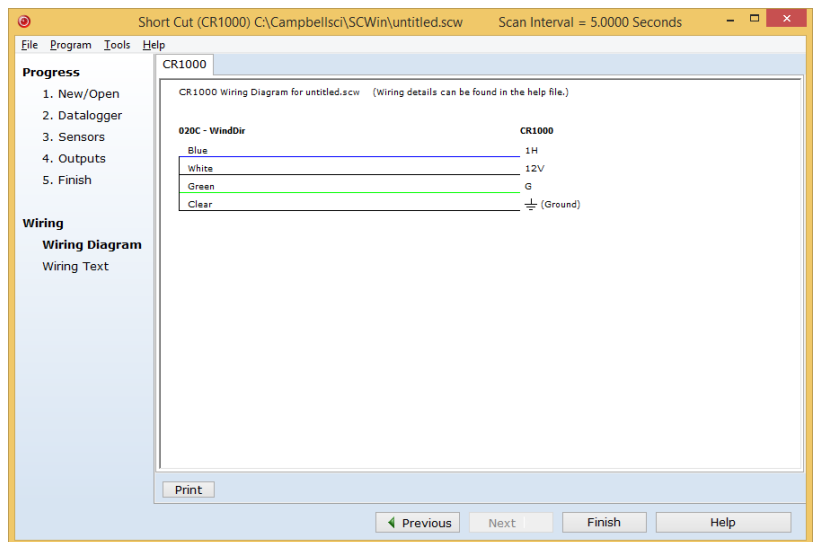 Short Cut (CR1000) C:\Campbellsci\SCWin\untitled.scw Scan Interval = 5.0000 Seconds
File Program Tools Help
Progress
1. New/Open
2. Datalogger
3. Sensors
4. Outputs
5. Finish
Wiring
Wiring Diagram
Wiring Text
CR1000
CR1000 Wiring Diagram for untitled.scw (Wiring details can be found in the help file.)
020C - WindDir CR1000
Blue 1H
White 12V
Green G
Clear (Ground)
Print
Previous Next Finish Help